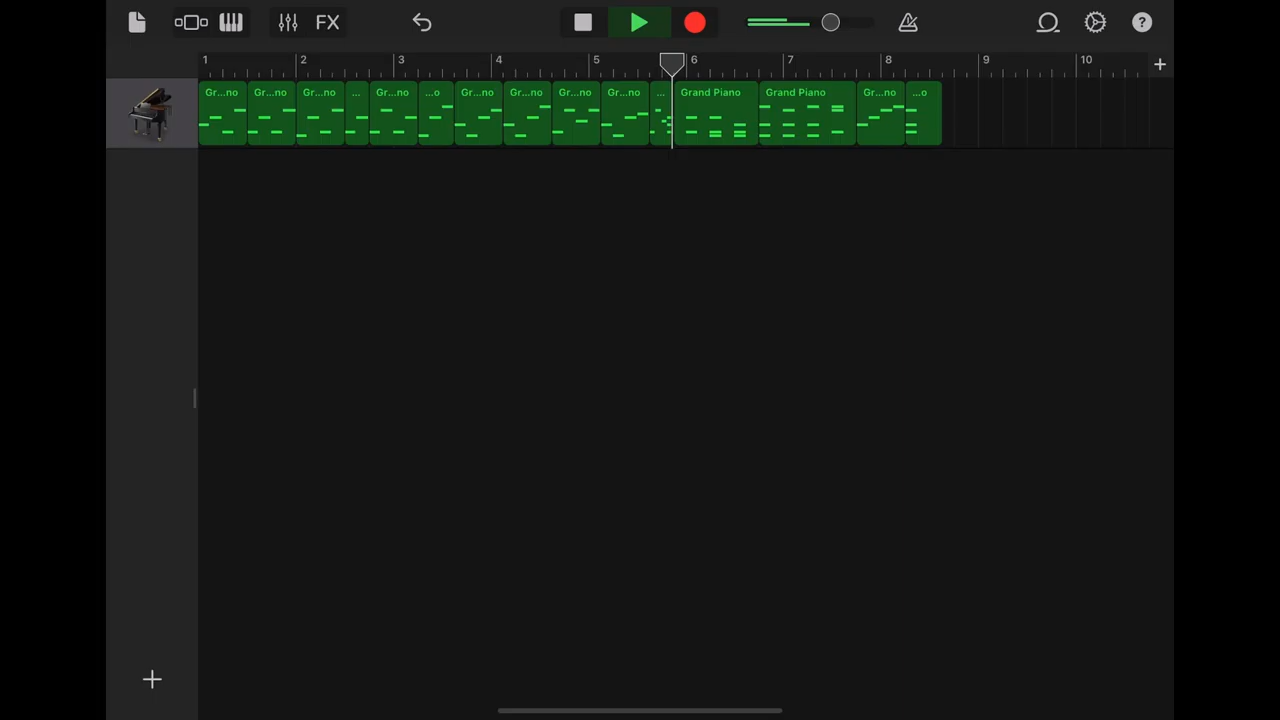 FX
?
1 2 3 4 5 6 7 8 9 10 +
Gr...no Gr...no Gr...no ... Gr...no ...o Gr...no Gr...no Gr...no Gr...no ... Grand Piano Grand Piano Gr...no ...o
+